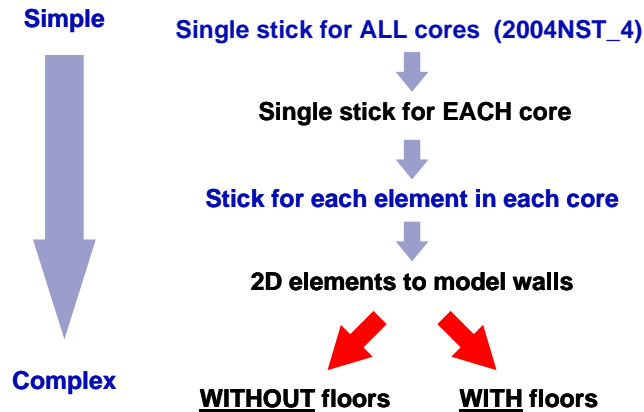 Simple
Single stick for ALL cores (2004NST_4)
Single stick for EACH core
Stick for each element in each core
2D elements to model walls
Complex
WITHOUT floors
WITH floors